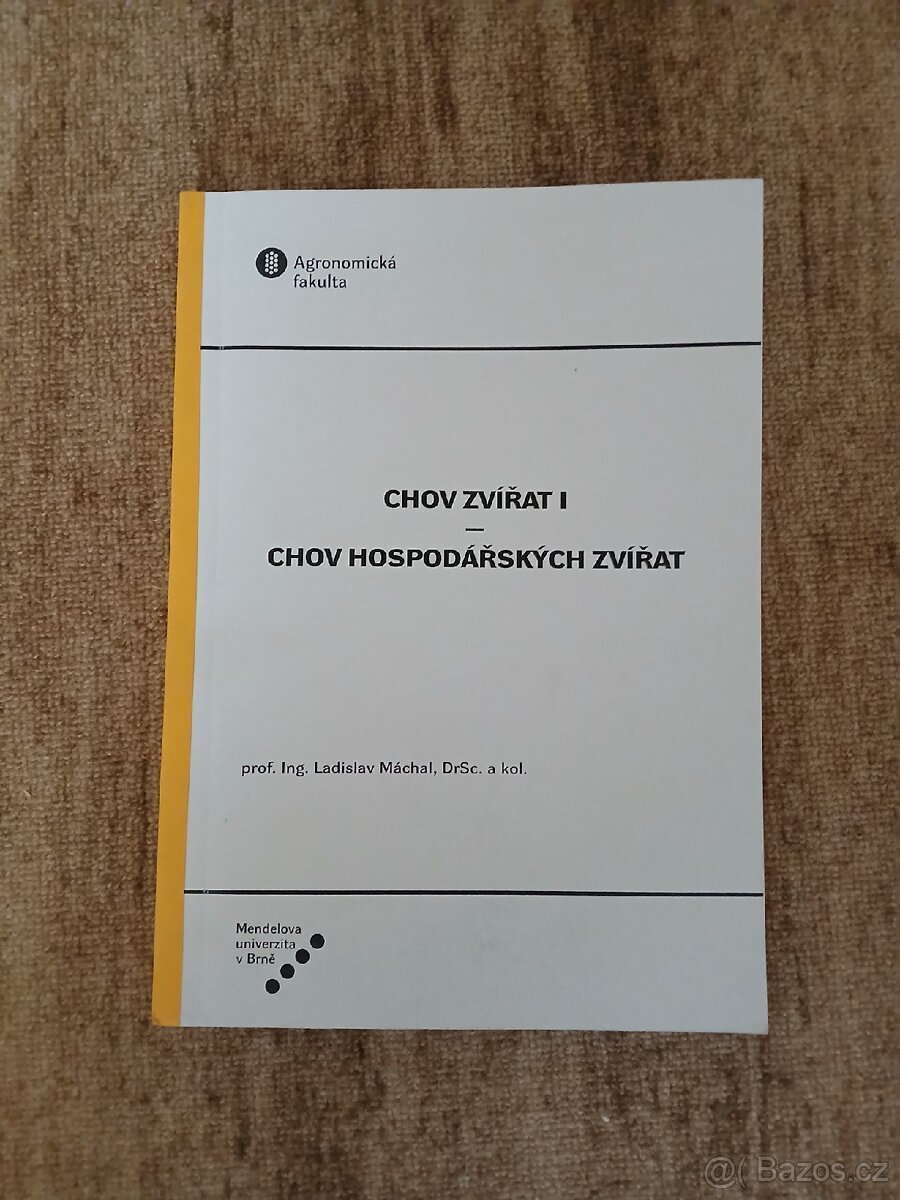 Agronomická
fakulta
CHOV ZVÍŘAT I
—
CHOV HOSPODÁŘSKÝCH ZVÍŘAT
prof. Ing. Ladislav Máchal, DrSc. a kol.
Mendelova
univerzita
v Brně
@( Bazos.cz